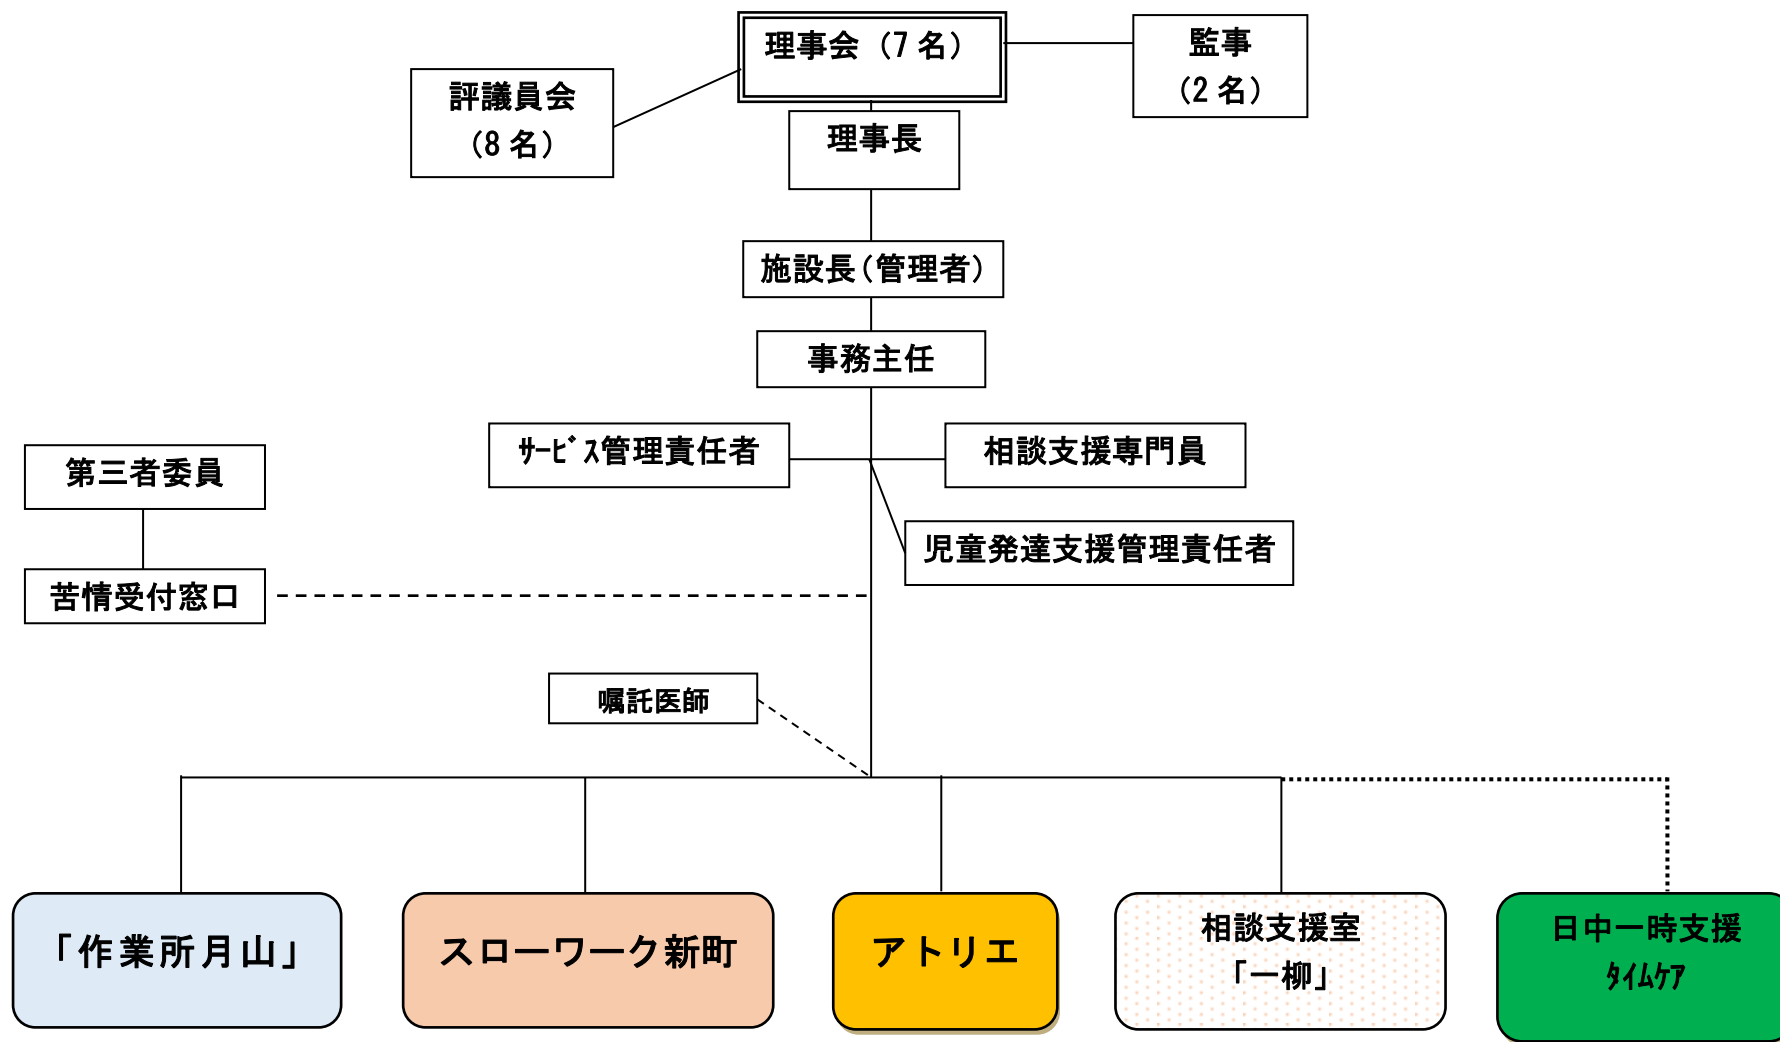 理事会（7 名）
監事
（2 名）
評議員会
（8 名）
理事長
施設長（管理者）
事務主任
ｻｰﾋﾞｽ管理責任者
相談支援専門員
第三者委員
児童発達支援管理責任者
苦情受付窓口
嘱託医師
「作業所月山」
スローワーク新町
アトリエ
相談支援室
「一柳」
日中一時支援
ﾀｲﾑｹｱ